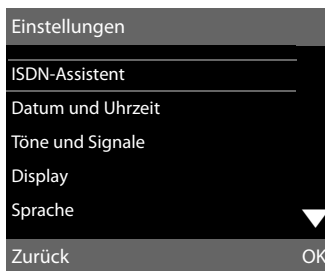 Einstellungen
ISDN-Assistent
Datum und Uhrzeit
Töne und Signale
Display
Sprache
Zurück OK